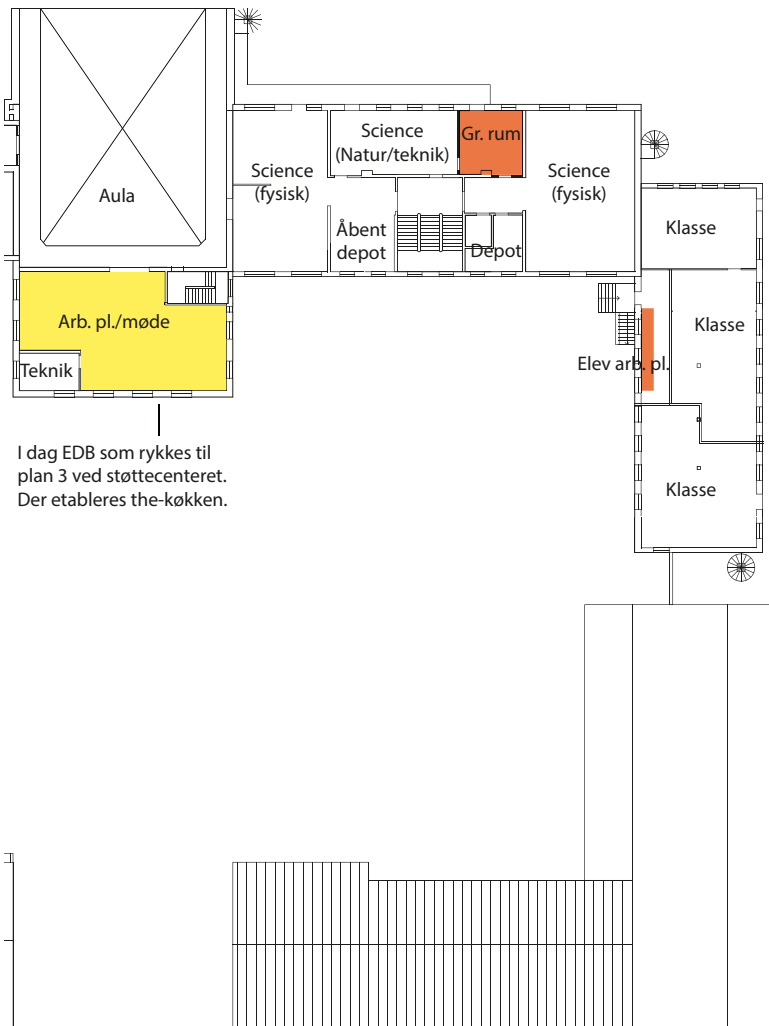 Science
(Natur/teknik)
Gr. rum
Science
(fysisk)
Science
(fysisk)
Aula
Åbent
depot
Depot
Klasse
Arb. pl./møde
Klasse
Teknik
Elev arb. pl.
I dag EDB som rykkes til
plan 3 ved støttecenteret.
Der etableres the-køkken.
Klasse